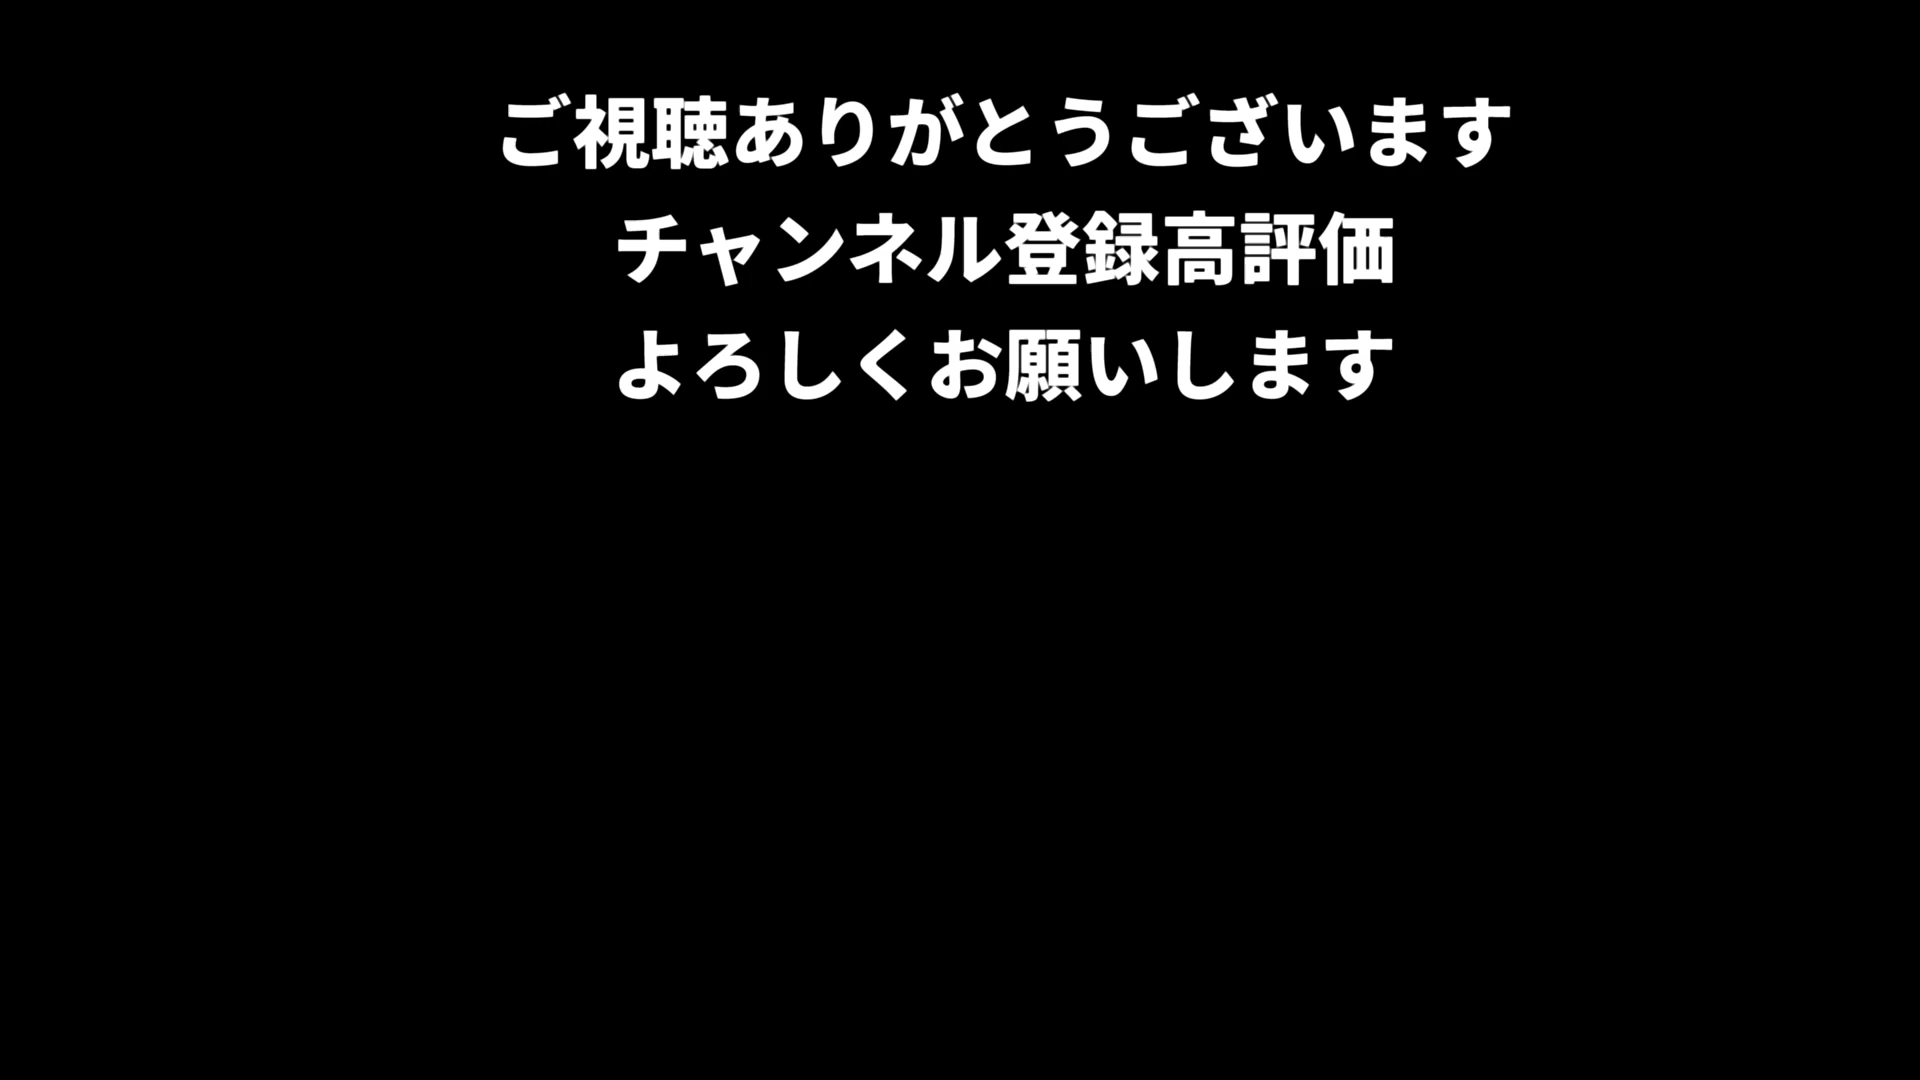 ご視聴ありがとうございます
チャンネル登録高評価
よろしくお願いします